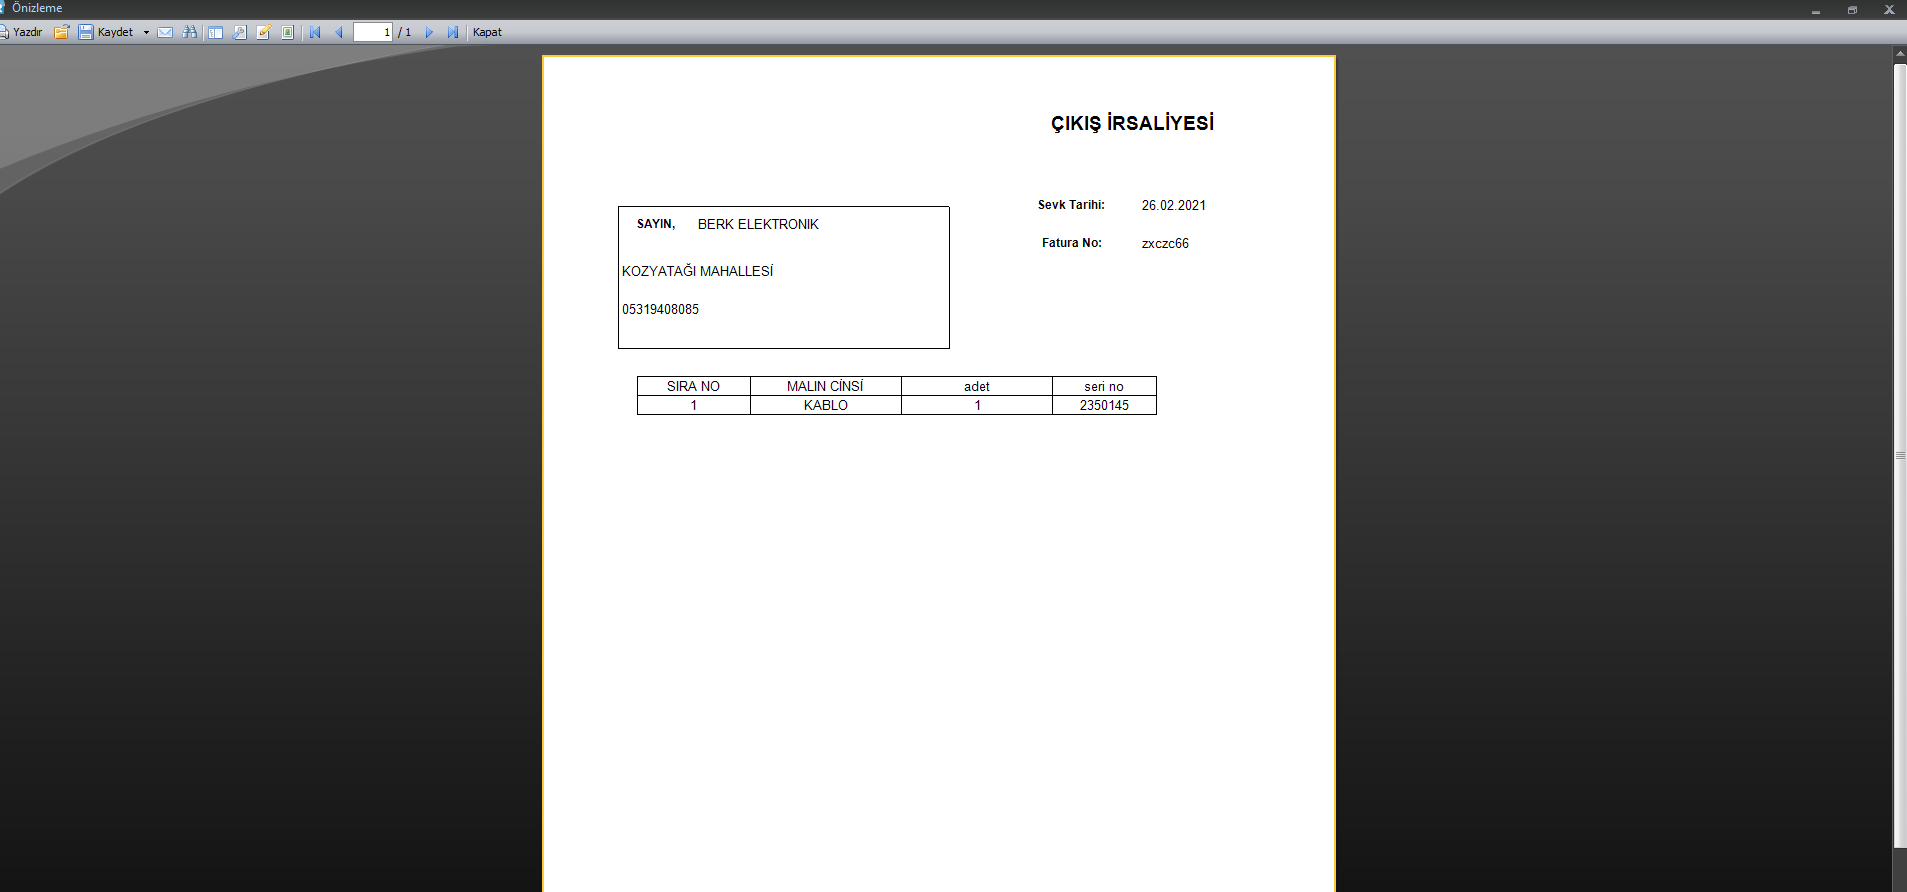 Önizleme
Yazdır Kaydet 1 / 1 Kapat
ÇIKIŞ İRSALİYESİ
Sevk Tarihi: 26.02.2021
Fatura No: zxczc66
SAYIN, BERK ELEKTRONIK
KOZYATAĞI MAHALLESİ
05319408085
SIRA NO MALIN CİNSİ adet seri no
1 KABLO 1 2350145